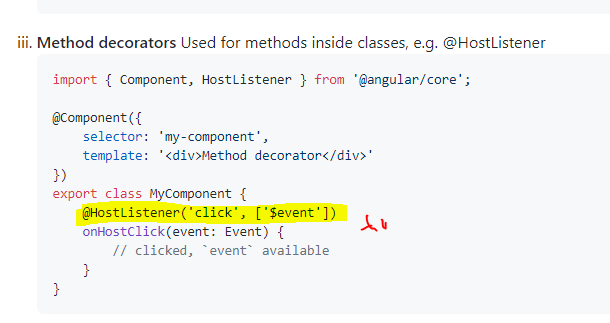 iii. Method decorators Used for methods inside classes, e.g. @HostListener
import { Component, HostListener } from '@angular/core';
@Component({
selector: 'my-component',
template: '<div>Method decorator</div>'
})
export class MyComponent {
@HostListener('click', ['$event'])
onHostClick(event: Event) {
// clicked, `event` available
}
}